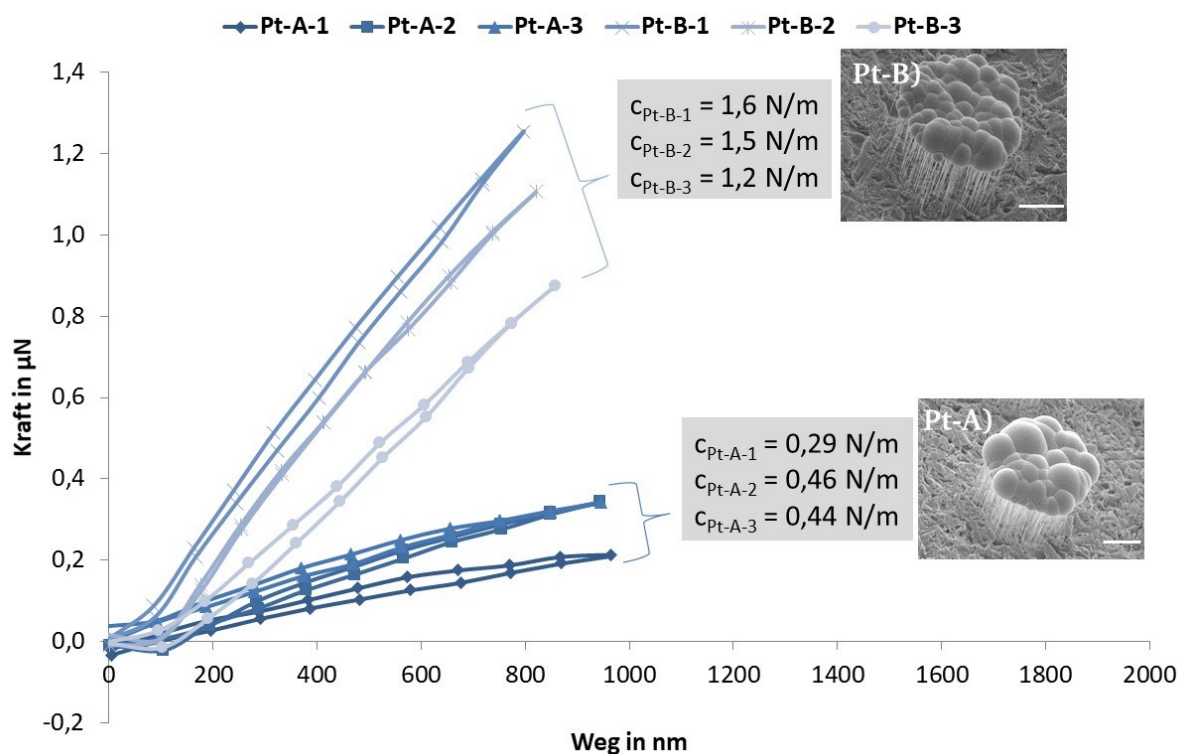 Pt-A-1 Pt-A-2 Pt-A-3 Pt-B-1 Pt-B-2 Pt-B-3
Kraft in µN
1,4
1,2
1,0
0,8
0,6
0,4
0,2
0,0
-0,2
0 200 400 600 800 1000 1200 1400 1600 1800 2000
Weg in nm
cPt-B-1 = 1,6 N/m
cPt-B-2 = 1,5 N/m
cPt-B-3 = 1,2 N/m
Pt-B)
cPt-A-1 = 0,29 N/m
cPt-A-2 = 0,46 N/m
cPt-A-3 = 0,44 N/m
Pt-A)